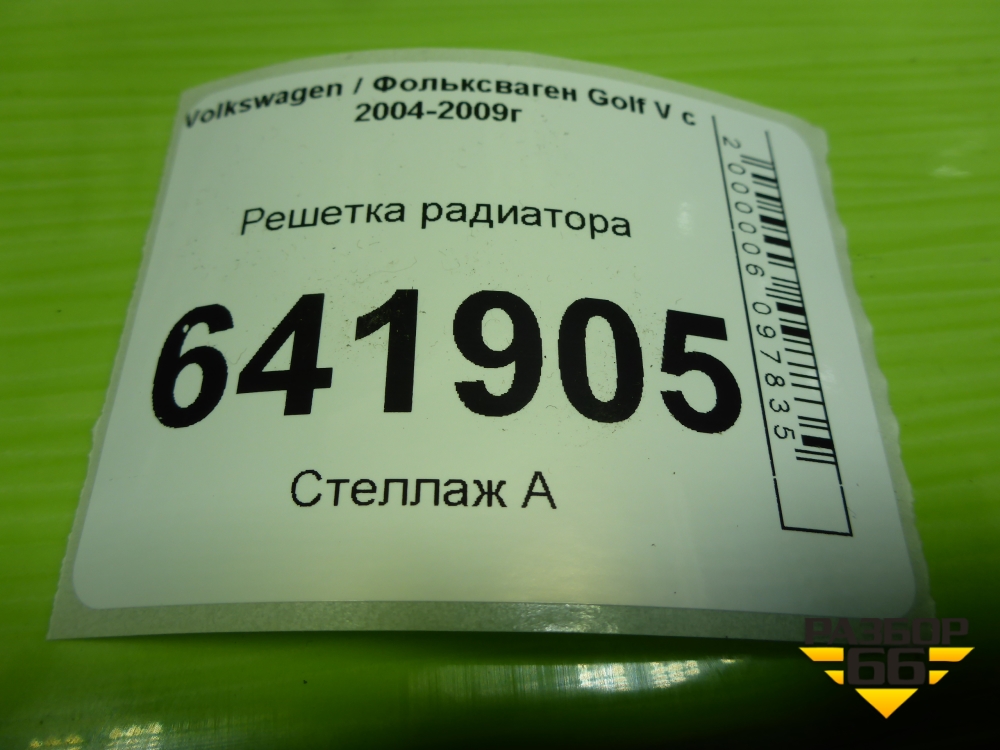 Volkswagen / Фольксваген Golf V с
2004-2009г
Решетка радиатора
641905
Стеллаж А
2000006097835
РАЗБОР
66